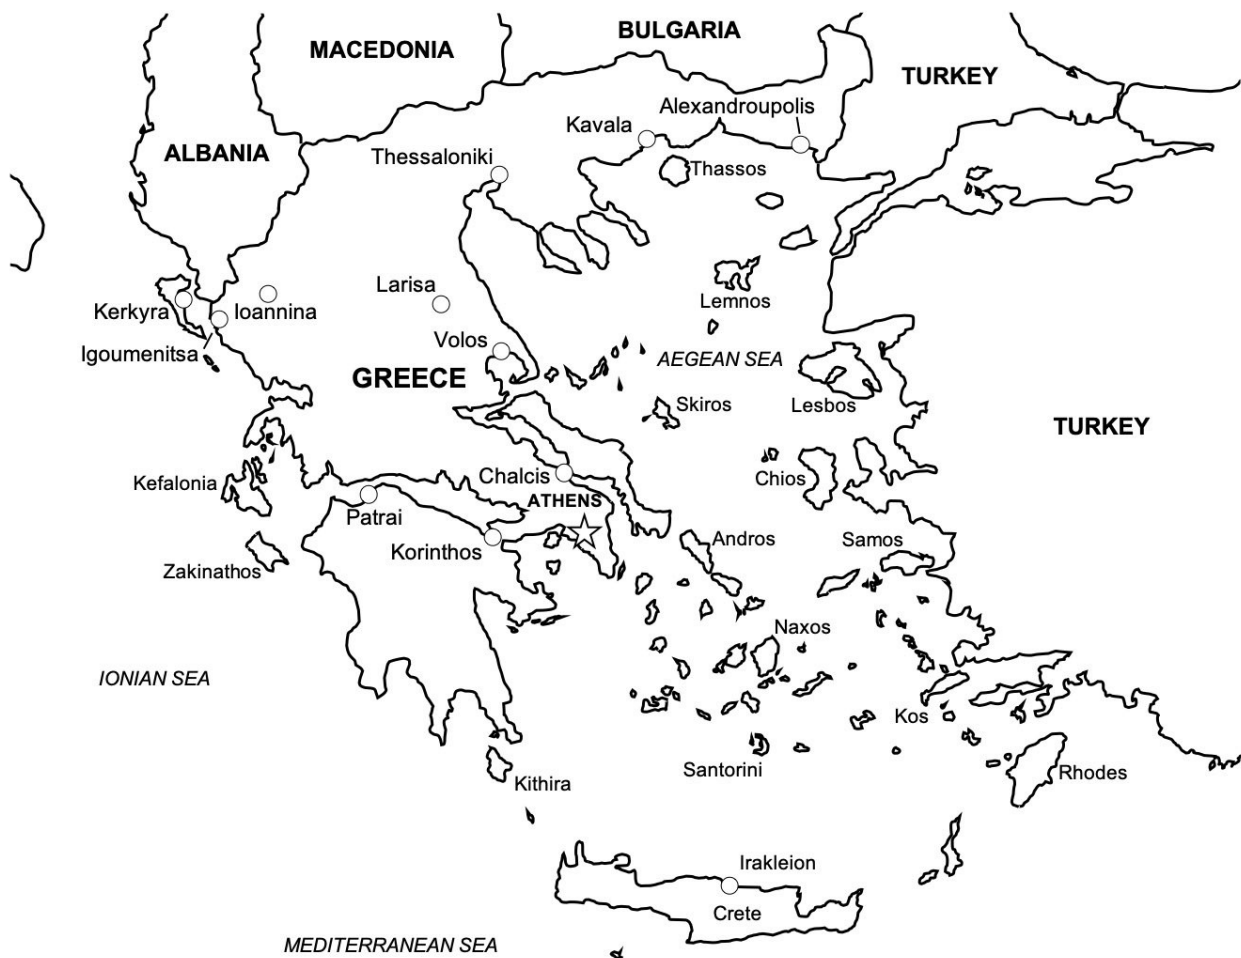 BULGARIA
MACEDONIA
TURKEY
Alexandroupolis
Kavala
ALBANIA
Thessaloniki
Thassos
Larisa
Lemnos
Kerkyra
Ioannina
Volos
Igoumenitsa
AEGEAN SEA
GREECE
Skiros
Lesbos
TURKEY
Chalcis
Chios
Kefalonia
ATHENS
Patrai
Andros
Samos
Korinthos
Zakinathos
Naxos
IONIAN SEA
Kos
Santorini
Rhodes
Kithira
Irakleion
Crete
MEDITERRANEAN SEA